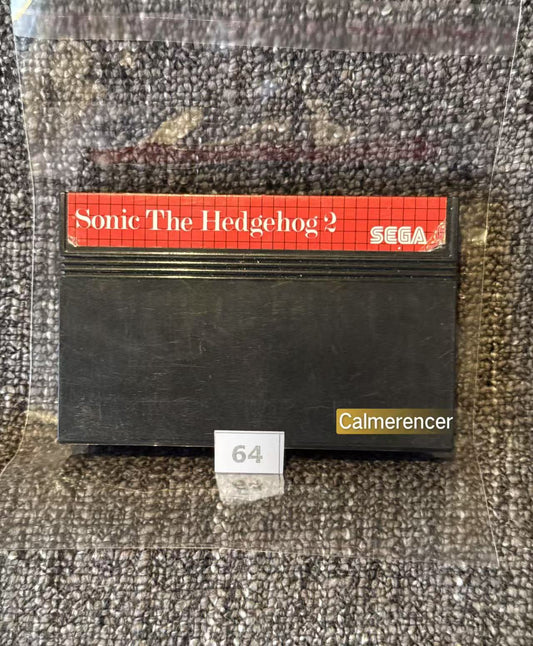 Sonic The Hedgehog 2
SEGA
Calmerencer
64